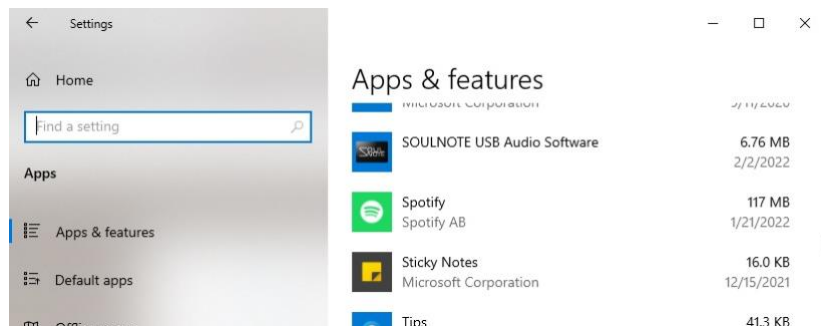 Settings
Home
Find a setting
Apps
Apps & features
Default apps
Apps & features
Microsoft Corporation
SOULNOTE USB Audio Software
6.76 MB
2/2/2022
Spotify
117 MB
Spotify AB
1/21/2022
Sticky Notes
16.0 KB
Microsoft Corporation
12/15/2021
Tips
41.3 KB